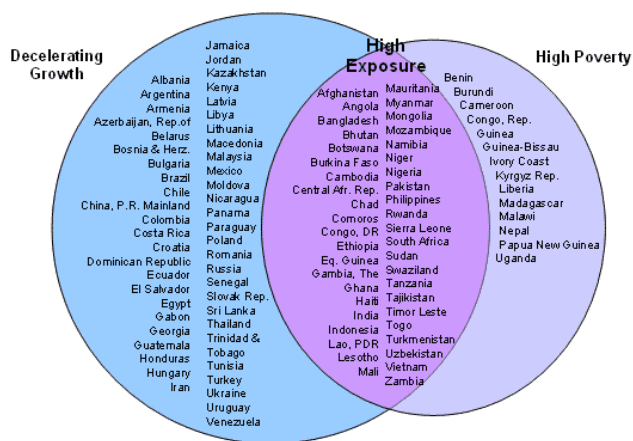 Decelerating
Growth
High
Exposure
High Poverty
Albania
Argentina
Armenia
Azerbaijan, Rep.of
Belarus
Bosnia & Herz.
Bulgaria
Brazil
Chile
China, P.R. Mainland
Colombia
Costa Rica
Croatia
Dominican Republic
Ecuador
El Salvador
Egypt
Gabon
Georgia
Guatemala
Honduras
Hungary
Iran
Jamaica
Jordan
Kazakhstan
Kenya
Latvia
Libya
Lithuania
Macedonia
Malaysia
Mexico
Moldova
Nicaragua
Panama
Paraguay
Poland
Romania
Russia
Senegal
Slovak Rep.
Sri Lanka
Thailand
Trinidad &
Tobago
Tunisia
Turkey
Ukraine
Uruguay
Venezuela
Afghanistan
Angola
Bangladesh
Bhutan
Botswana
Burkina Faso
Cambodia
Central Afr. Rep.
Chad
Comoros
Congo, DR
Ethiopia
Eq. Guinea
Gambia, The
Ghana
Haiti
India
Indonesia
Lao, PDR
Lesotho
Mali
Mauritania
Myanmar
Mongolia
Mozambique
Namibia
Niger
Nigeria
Pakistan
Philippines
Rwanda
Sierra Leone
South Africa
Sudan
Swaziland
Tanzania
Tajikistan
Timor Leste
Togo
Turkmenistan
Uzbekistan
Vietnam
Zambia
Benin
Burundi
Cameroon
Congo, Rep.
Guinea
Guinea-Bissau
Ivory Coast
Kyrgyz Rep.
Liberia
Madagascar
Malawi
Nepal
Papua New Guinea
Uganda